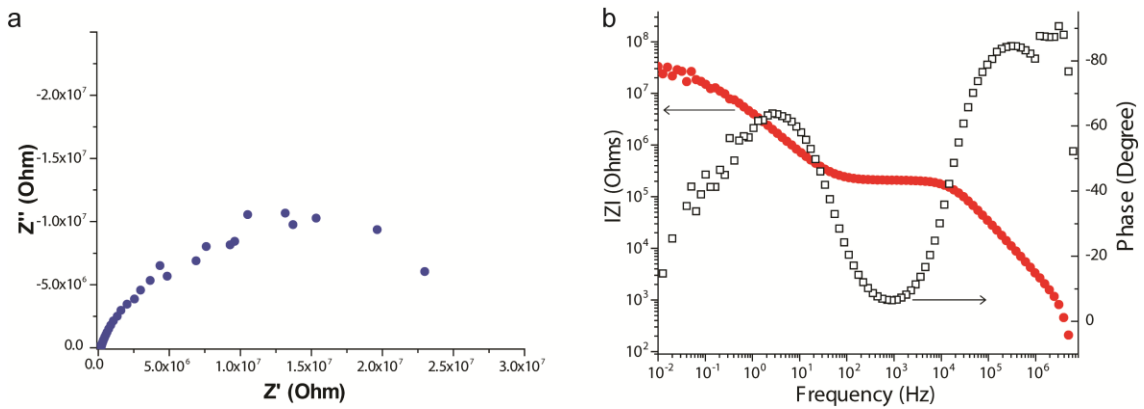 a
Z'' (Ohm)
-2.0x10⁷
-1.5x10⁷
-1.0x10⁷
-5.0x10⁶
0.0
0.0
5.0x10⁶
1.0x10⁷
1.5x10⁷
2.0x10⁷
2.5x10⁷
3.0x10⁷
Z' (Ohm)
b
IZI (Ohms)
10⁸
10⁷
10⁶
10⁵
10⁴
10³
10²
10⁻²
10⁻¹
10⁰
10¹
10²
10³
10⁴
10⁵
10⁶
Frequency (Hz)
-80
-60
-40
-20
0
Phase (Degree)